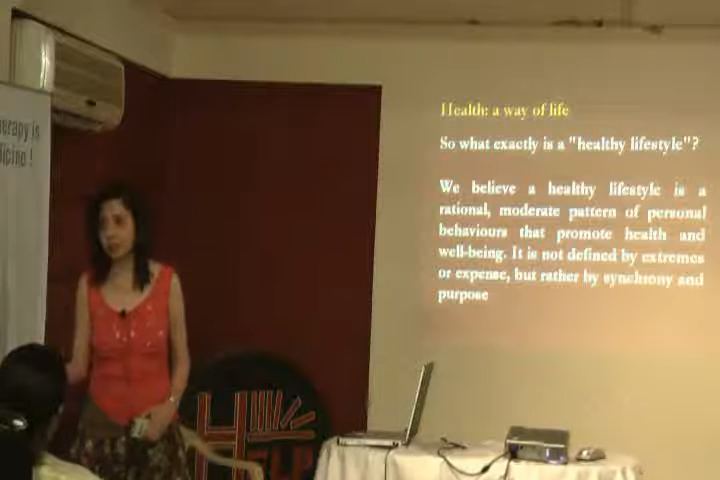 erapy is
dicine !
Health: a way of life
So what exactly is a "healthy lifestyle"?
We believe a healthy lifestyle is a
rational, moderate pattern of personal
behaviours that promote health and
well-being. It is not defined by extremes
or expense, but rather by synchrony and
purpose
HELP